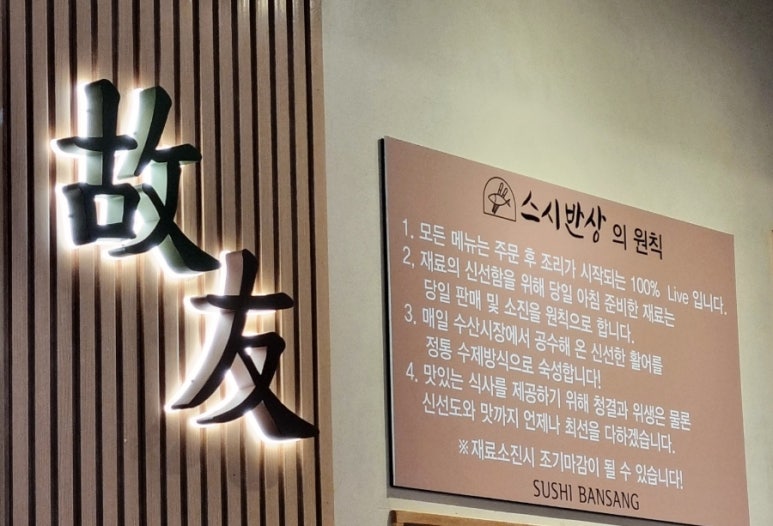 故
友
스시반상 의 원칙
1. 모든 메뉴는 주문 후 조리가 시작되는 100% Live 입니다.
2. 재료의 신선함을 위해 당일 아침 준비한 재료는
당일 판매 및 소진을 원칙으로 합니다.
3. 매일 수산시장에서 공수해 온 신선한 활어를
정통 수제방식으로 숙성합니다!
4. 맛있는 식사를 제공하기 위해 청결과 위생은 물론
신선도와 맛까지 언제나 최선을 다하겠습니다.
※재료소진시 조기마감이 될 수 있습니다!
SUSHI BANSANG